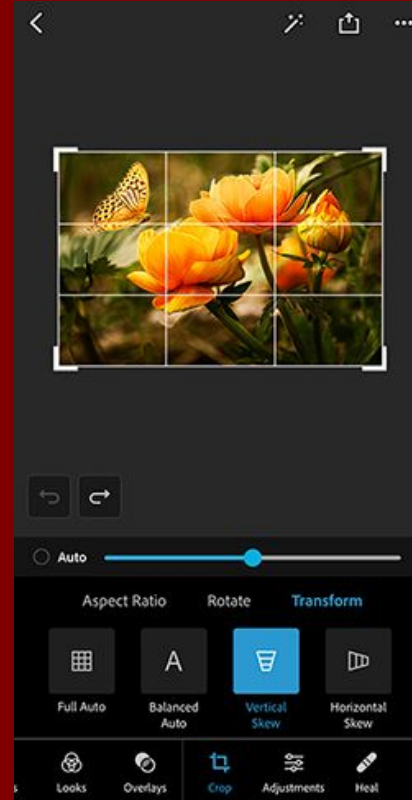 Auto
Aspect Ratio Rotate Transform
Full Auto
Balanced
Auto
Vertical
Skew
Horizontal
Skew
s Looks Overlays Crop Adjustments Heal